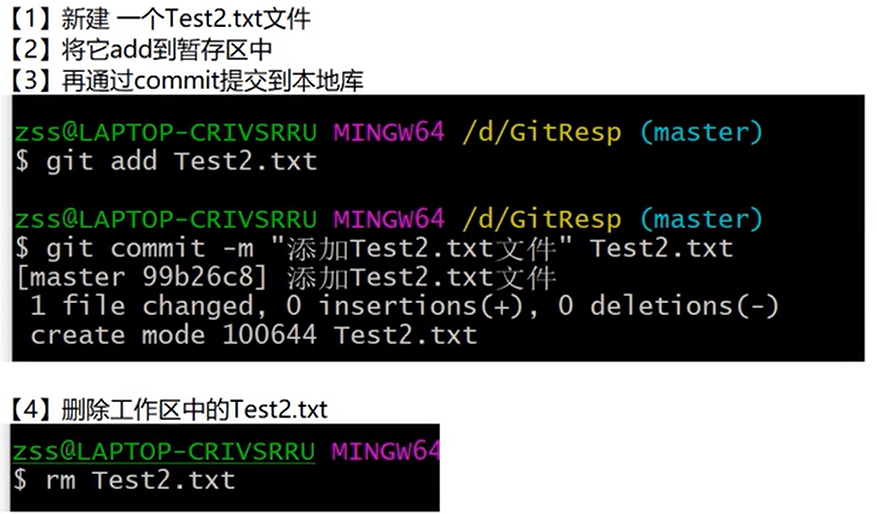 【1】新建 一个Test2.txt文件
【2】将它add到暂存区中
【3】再通过commit提交到本地库
zss@LAPTOP-CRIVSRRU MINGW64 /d/GitResp (master)
$ git add Test2.txt
zss@LAPTOP-CRIVSRRU MINGW64 /d/GitResp (master)
$ git commit -m "添加Test2.txt文件" Test2.txt
[master 99b26c8] 添加Test2.txt文件
1 file changed, 0 insertions(+), 0 deletions(-)
create mode 100644 Test2.txt
【4】删除工作区中的Test2.txt
zss@LAPTOP-CRIVSRRU MINGW64
$ rm Test2.txt